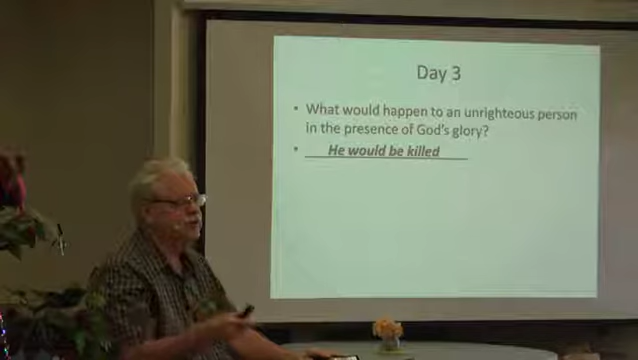 Day 3
• What would happen to an unrighteous person
in the presence of God's glory?
• He would be killed